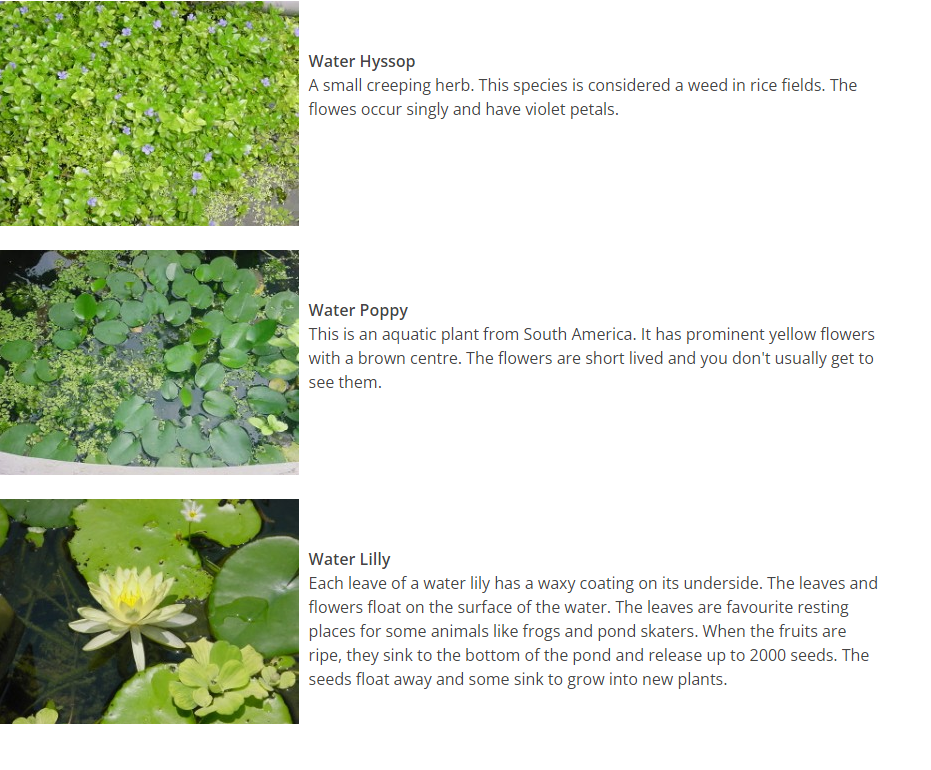 Water Hyssop
A small creeping herb. This species is considered a weed in rice fields. The
flowes occur singly and have violet petals.
Water Poppy
This is an aquatic plant from South America. It has prominent yellow flowers
with a brown centre. The flowers are short lived and you don't usually get to
see them.
Water Lilly
Each leave of a water lily has a waxy coating on its underside. The leaves and
flowers float on the surface of the water. The leaves are favourite resting
places for some animals like frogs and pond skaters. When the fruits are
ripe, they sink to the bottom of the pond and release up to 2000 seeds. The
seeds float away and some sink to grow into new plants.